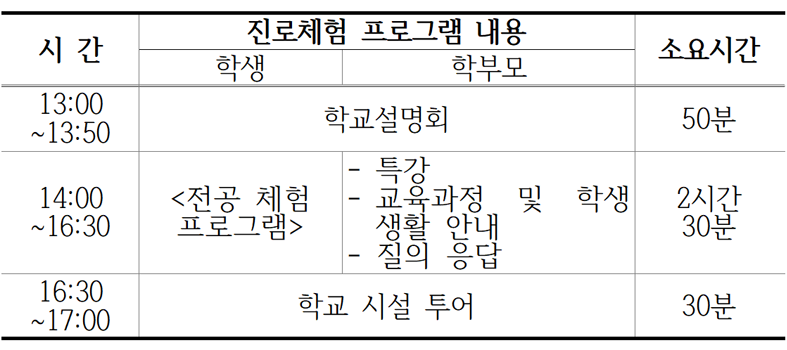 시 간
진로체험 프로그램 내용
소요시간
학생
학부모
13:00
~13:50
학교설명회
50분
14:00
~16:30
<전공 체험
프로그램>
- 특강
- 교육과정 및 학생
생활 안내
- 질의 응답
2시간
30분
16:30
~17:00
학교 시설 투어
30분